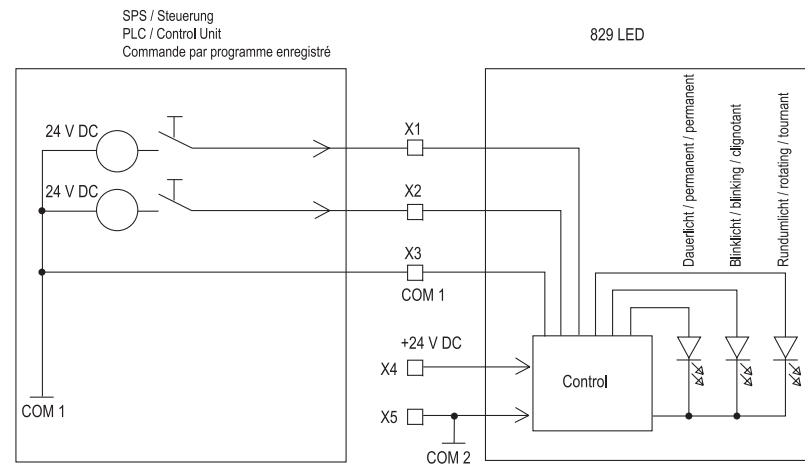 SPS / Steuerung
PLC / Control Unit
Commande par programme enregistré
829 LED
24 V DC
24 V DC
X1
X2
X3
COM 1
+24 V DC
X4
X5
COM 1
COM 2
Control
Dauerlicht / permanent / permanent
Blinklicht / blinking / clignotant
Rundumlicht / rotating / tournant